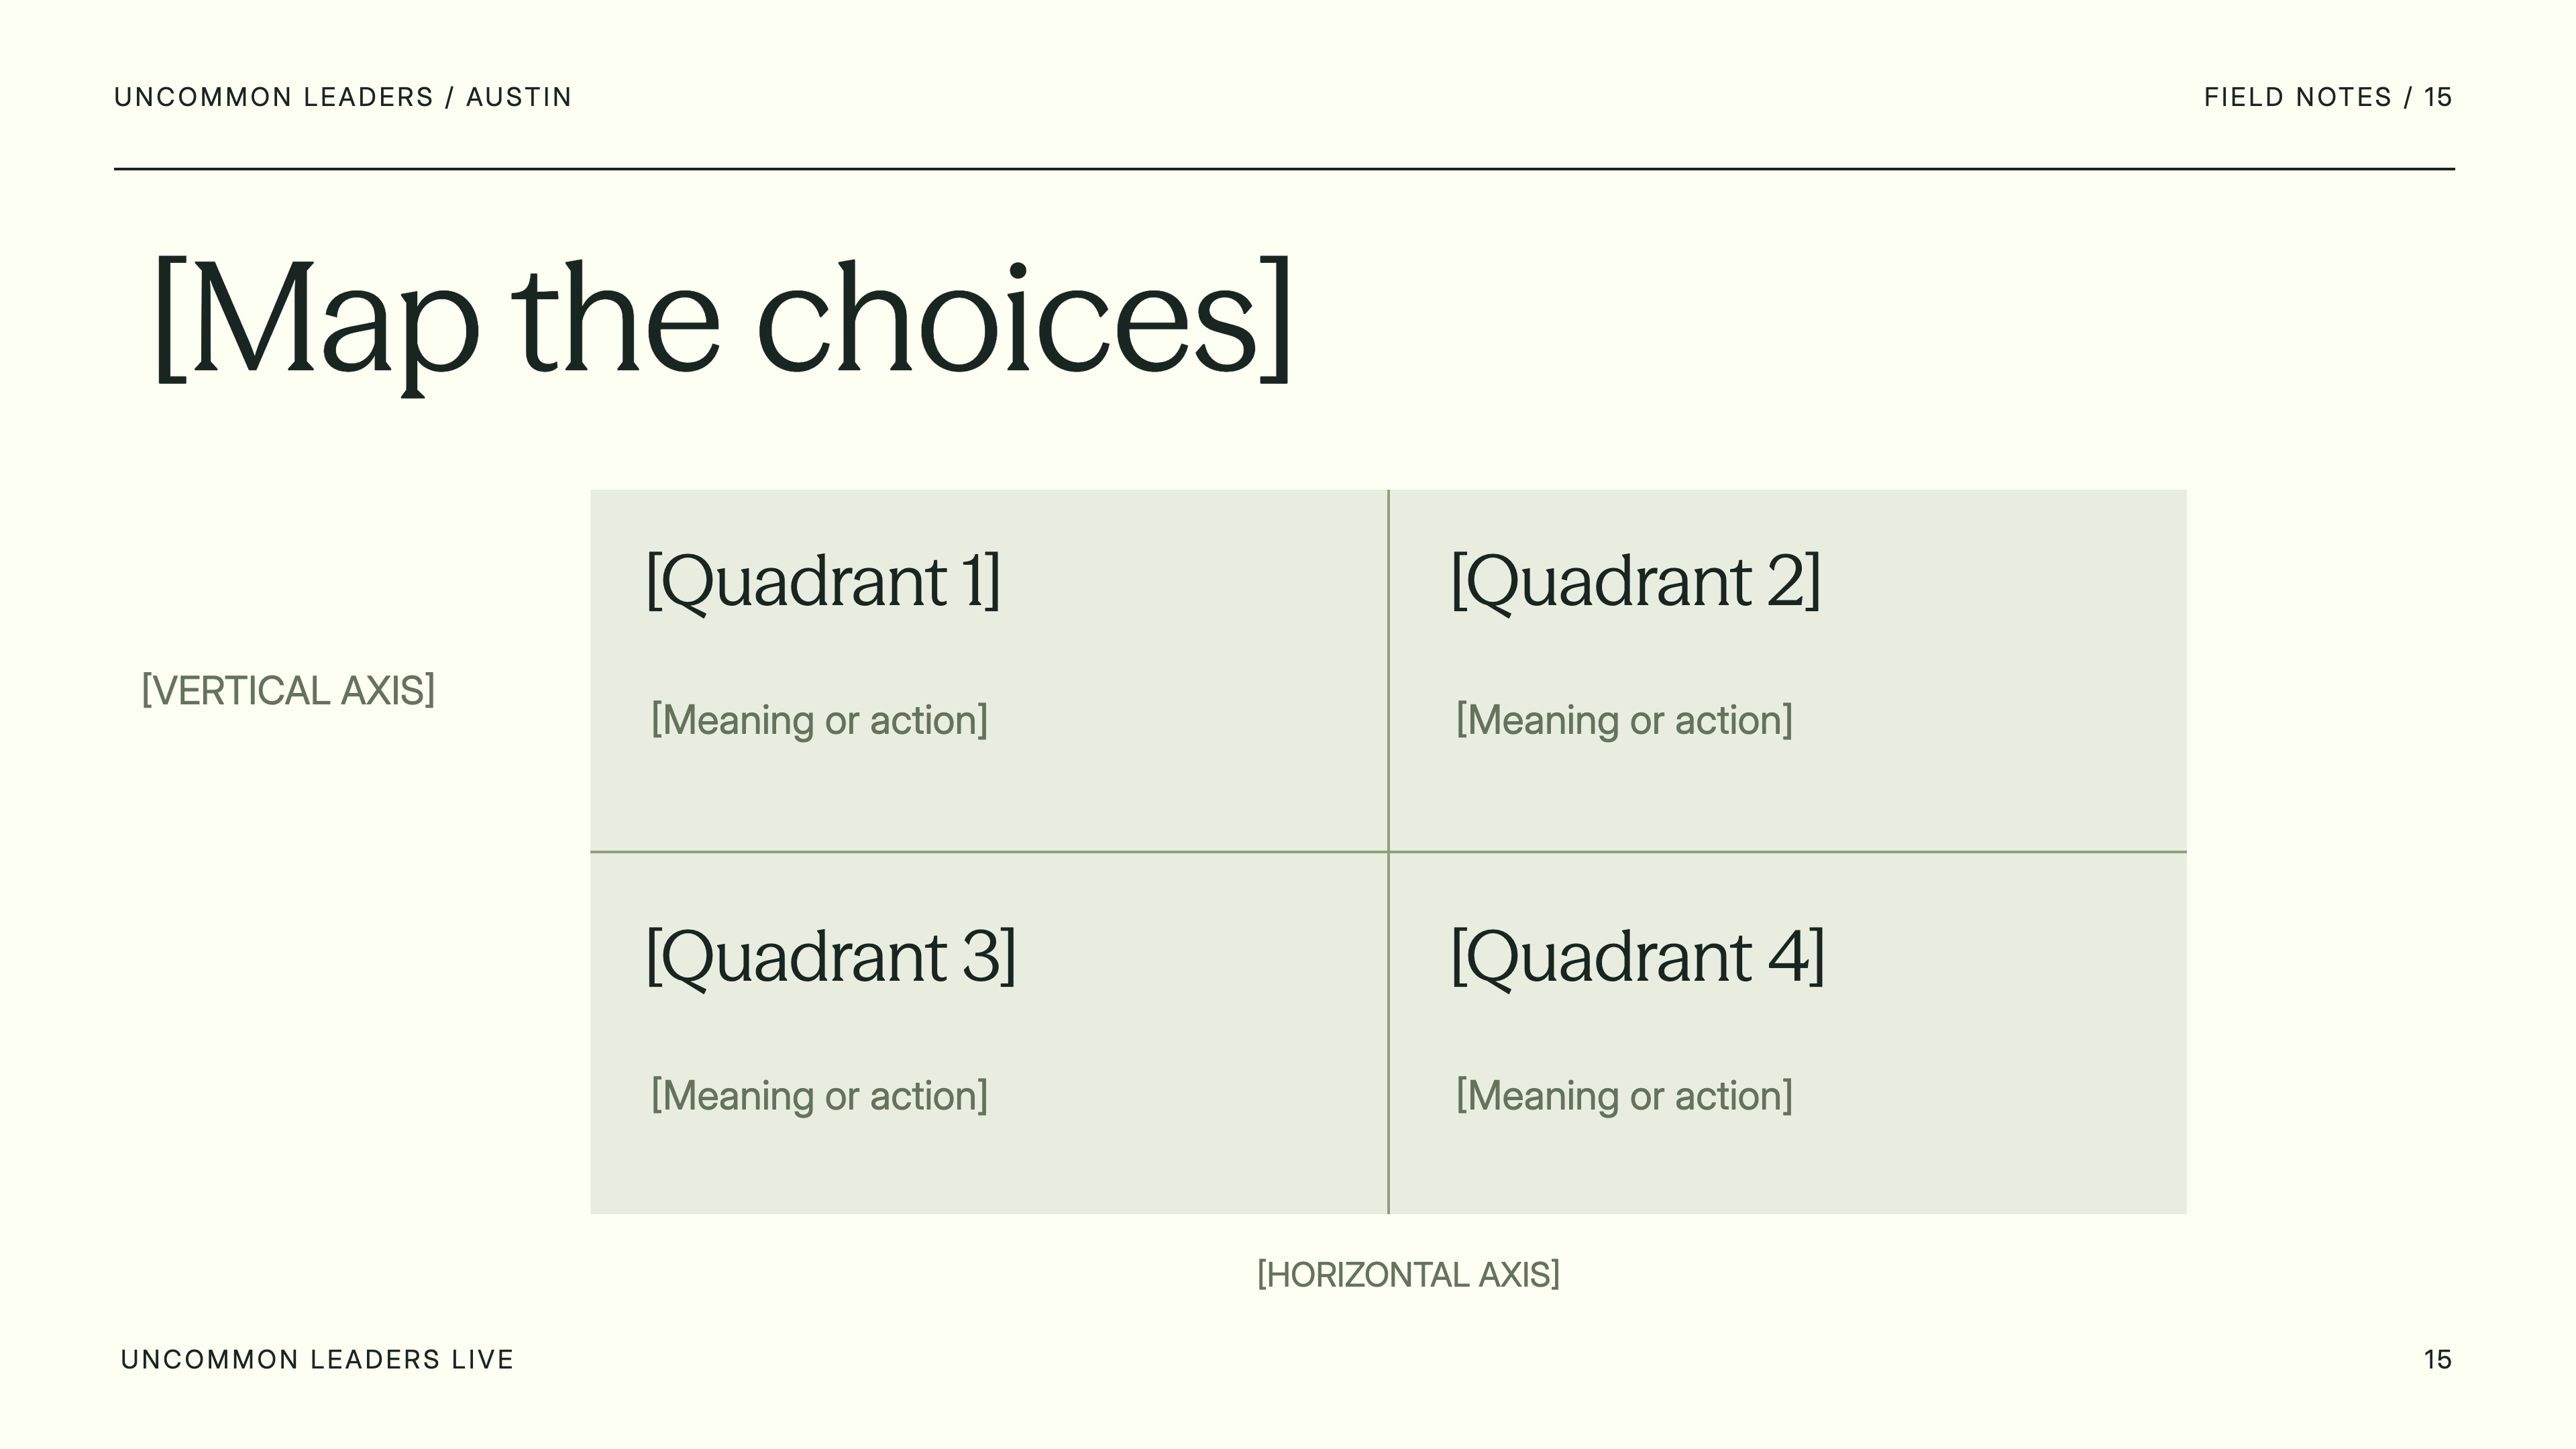 UNCOMMON LEADERS / AUSTIN
FIELD NOTES / 15
[Map the choices]
[Quadrant 1]
[Quadrant 2]
[VERTICAL AXIS]
[Meaning or action]
[Meaning or action]
[Quadrant 3]
[Quadrant 4]
[Meaning or action]
[Meaning or action]
[HORIZONTAL AXIS]
UNCOMMON LEADERS LIVE
15